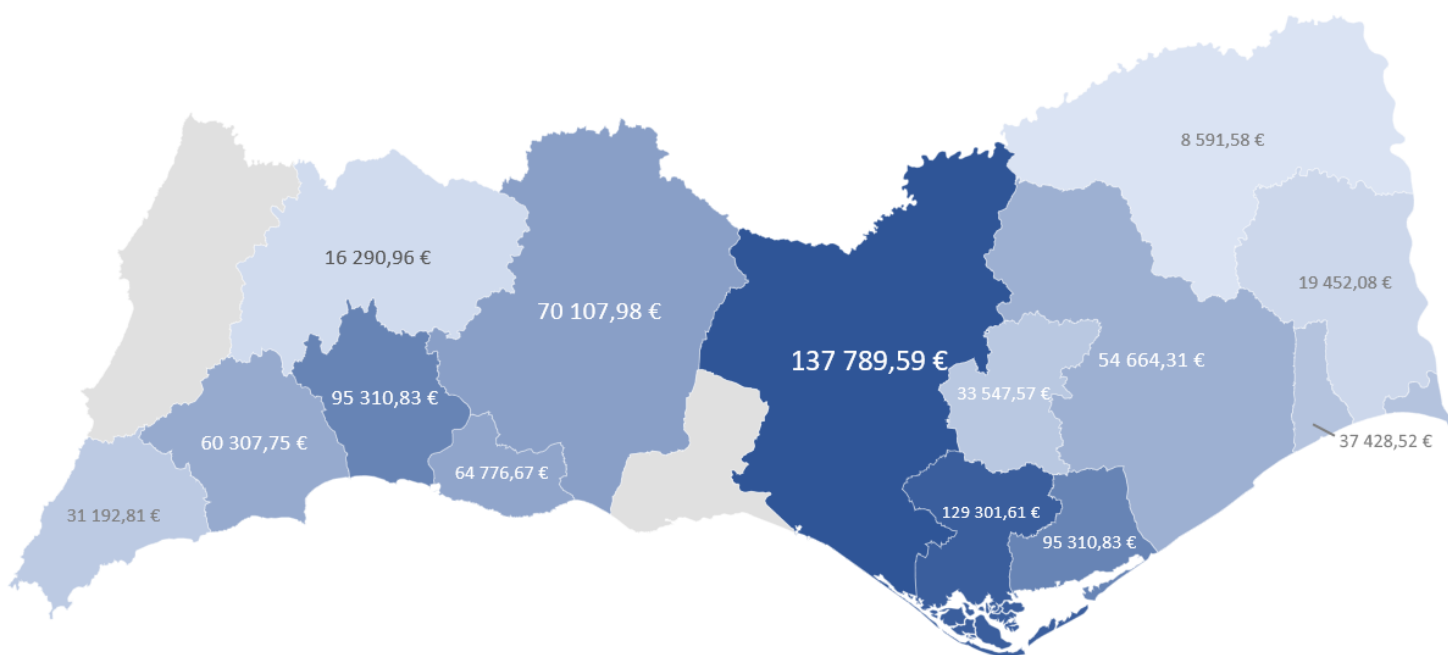 8 591,58 €
16 290,96 €
19 452,08 €
70 107,98 €
137 789,59 €
54 664,31 €
33 547,57 €
95 310,83 €
60 307,75 €
37 428,52 €
64 776,67 €
31 192,81 €
129 301,61 €
95 310,83 €